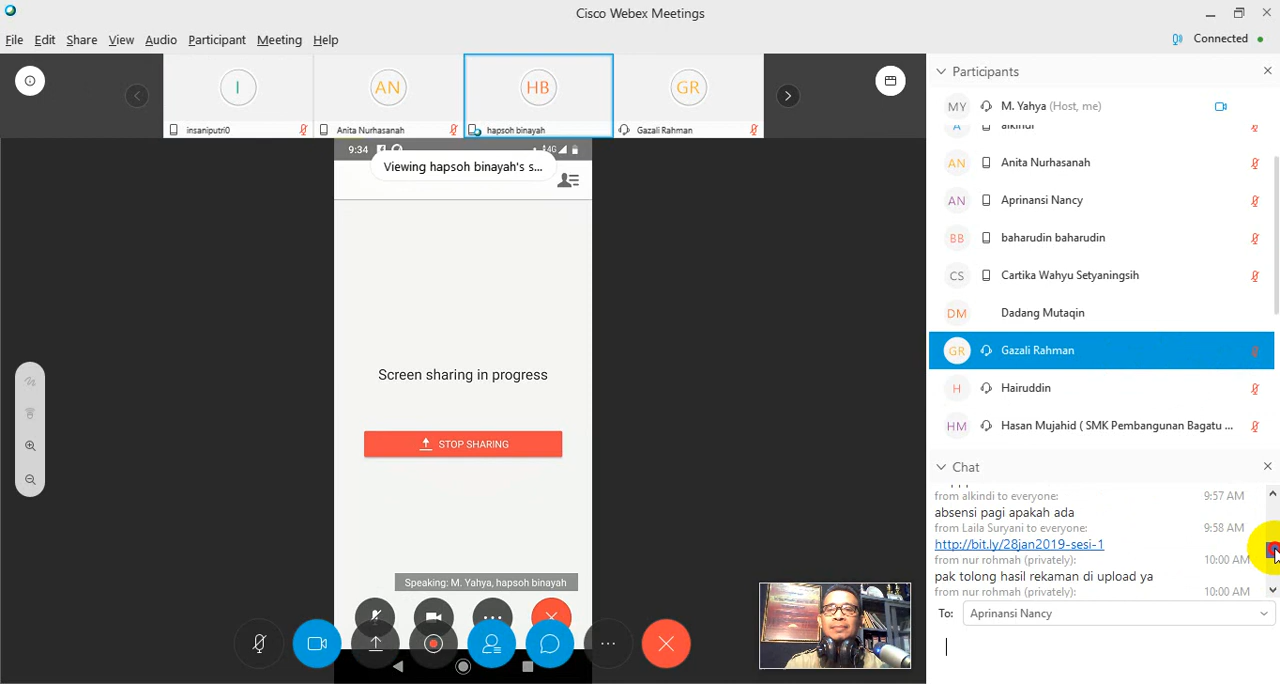 Cisco Webex Meetings
File Edit Share View Audio Participant Meeting Help
Connected
I
AN
HB
GR
insaniputri0
Anita Nurhasanah
hapsoh binayah
Gazali Rahman
9:34
4G
Viewing hapsoh binayah's s...
Screen sharing in progress
STOP SHARING
Speaking: M. Yahya, hapsoh binayah
Participants
MY M. Yahya (Host, me)
A alkindi
AN Anita Nurhasanah
AN Aprinansi Nancy
BB baharudin baharudin
CS Cartika Wahyu Setyaningsih
DM Dadang Mutaqin
GR Gazali Rahman
H Hairuddin
HM Hasan Mujahid ( SMK Pembangunan Bagatu ...
Chat
from alkindi to everyone: 9:57 AM
absensi pagi apakah ada
from Laila Suryani to everyone: 9:58 AM
http://bit.ly/28jan2019-sesi-1
from nur rohmah (privately): 10:00 AM
pak tolong hasil rekaman di upload ya
from nur rohmah (privately): 10:00 AM
To: Aprinansi Nancy